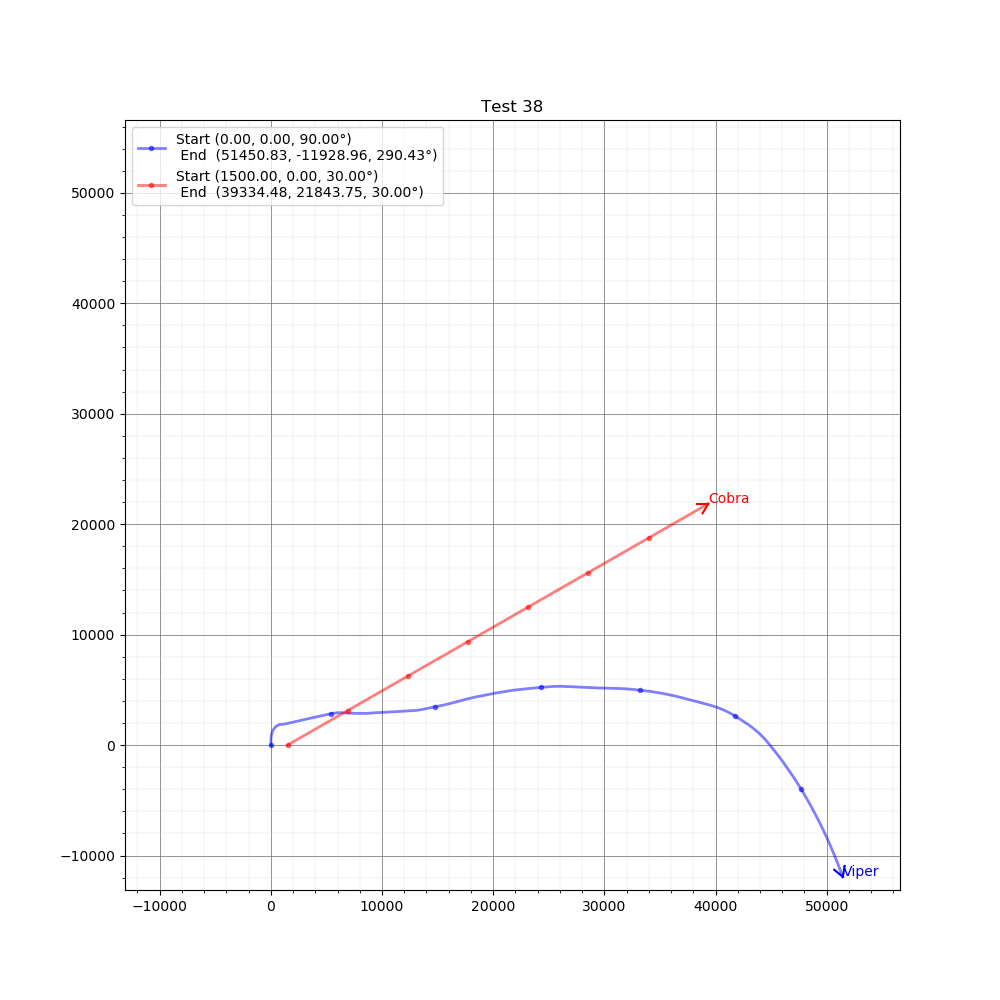 Test 38
Start (0.00, 0.00, 90.00°)
End  (51450.83, -11928.96, 290.43°)
Start (1500.00, 0.00, 30.00°)
End  (39334.48, 21843.75, 30.00°)
50000
40000
30000
20000
10000
0
−10000
Cobra
Viper
−10000 0 10000 20000 30000 40000 50000